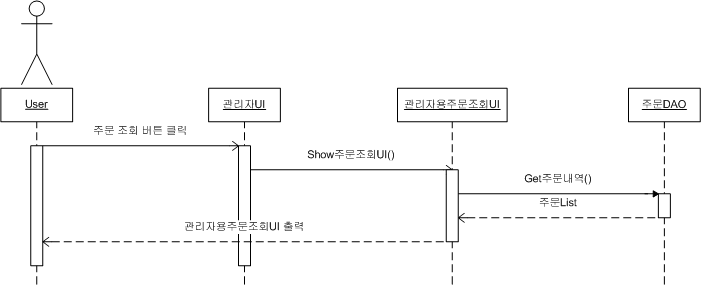 User
관리자UI
관리자용주문조회UI
주문DAO
주문 조회 버튼 클릭
Show주문조회UI()
Get주문내역()
주문List
관리자용주문조회UI 출력